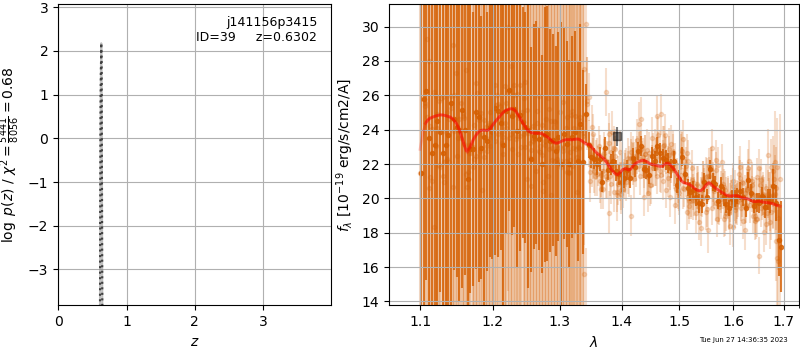 j141156p3415
ID=39 z=0.6302
log p(z) / χ² = 5441/8056 = 0.68
3
2
1
0
−1
−2
−3
0 1 2 3
z
f_λ [10⁻¹⁹ erg/s/cm2/A]
30
28
26
24
22
20
18
16
14
1.1 1.2 1.3 1.4 1.5 1.6 1.7
λ
Tue Jun 27 14:36:35 2023